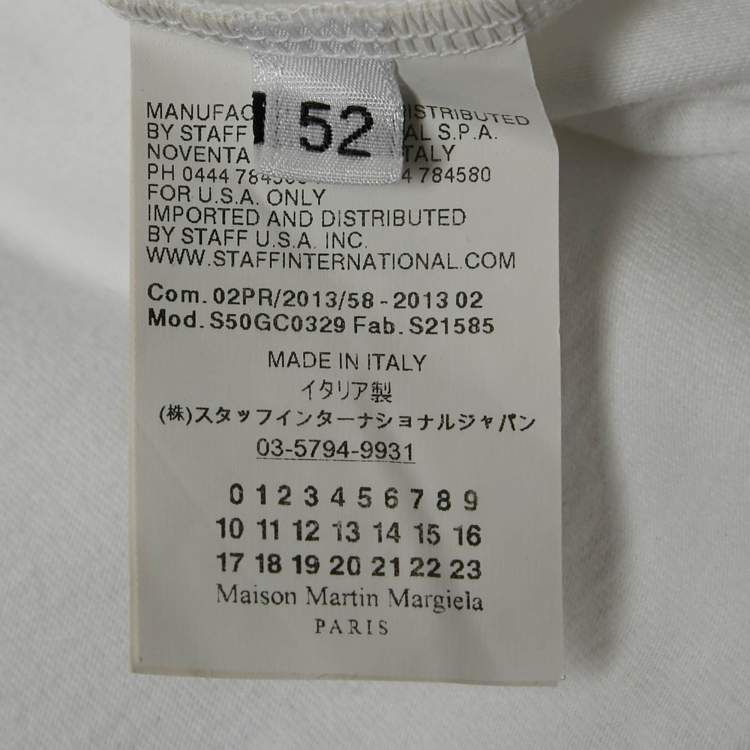 52
MANUFAC ISTRIBUTED
BY STAFF AL S.P.A.
NOVENTA TALY
PH 0444 784580
FOR U.S.A. ONLY
IMPORTED AND DISTRIBUTED
BY STAFF U.S.A. INC.
WWW.STAFFINTERNATIONAL.COM
Com. 02PR/2013/58 - 2013 02
Mod. S50GC0329 Fab. S21585
MADE IN ITALY
イタリア製
(株)スタッフインターナショナルジャパン
03-5794-9931
0 1 2 3 4 5 6 7 8 9
10 11 12 13 14 15 16
17 18 19 20 21 22 23
Maison Martin Margiela
PARIS